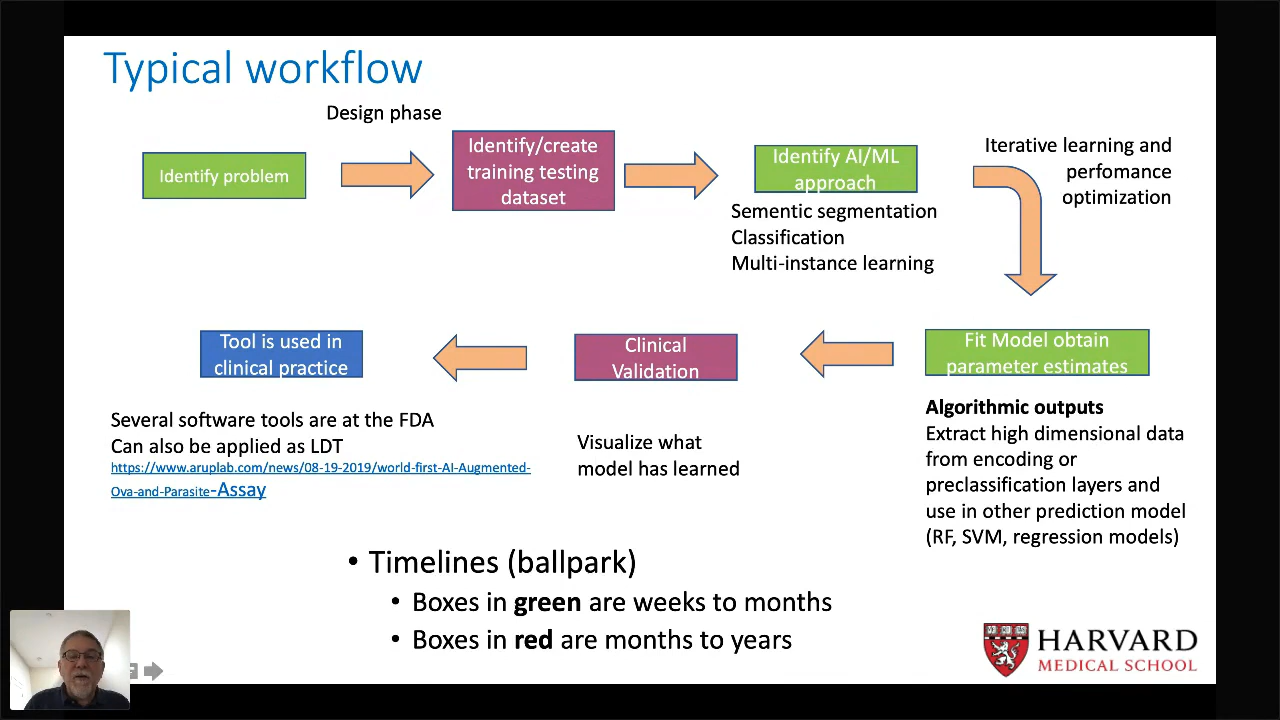 Typical workflow
Design phase
Identify problem
Identify/create
training testing
dataset
Identify AI/ML
approach
Sementic segmentation
Classification
Multi-instance learning
Iterative learning and
perfomance
optimization
Fit Model obtain
parameter estimates
Algorithmic outputs
Extract high dimensional data
from encoding or
preclassification layers and
use in other prediction model
(RF, SVM, regression models)
Clinical
Validation
Visualize what
model has learned
Tool is used in
clinical practice
Several software tools are at the FDA
Can also be applied as LDT
https://www.aruplab.com/news/08-19-2019/world-first-AI-Augmented-
Ova-and-Parasite-Assay
• Timelines (ballpark)
• Boxes in green are weeks to months
• Boxes in red are months to years
HARVARD
MEDICAL SCHOOL